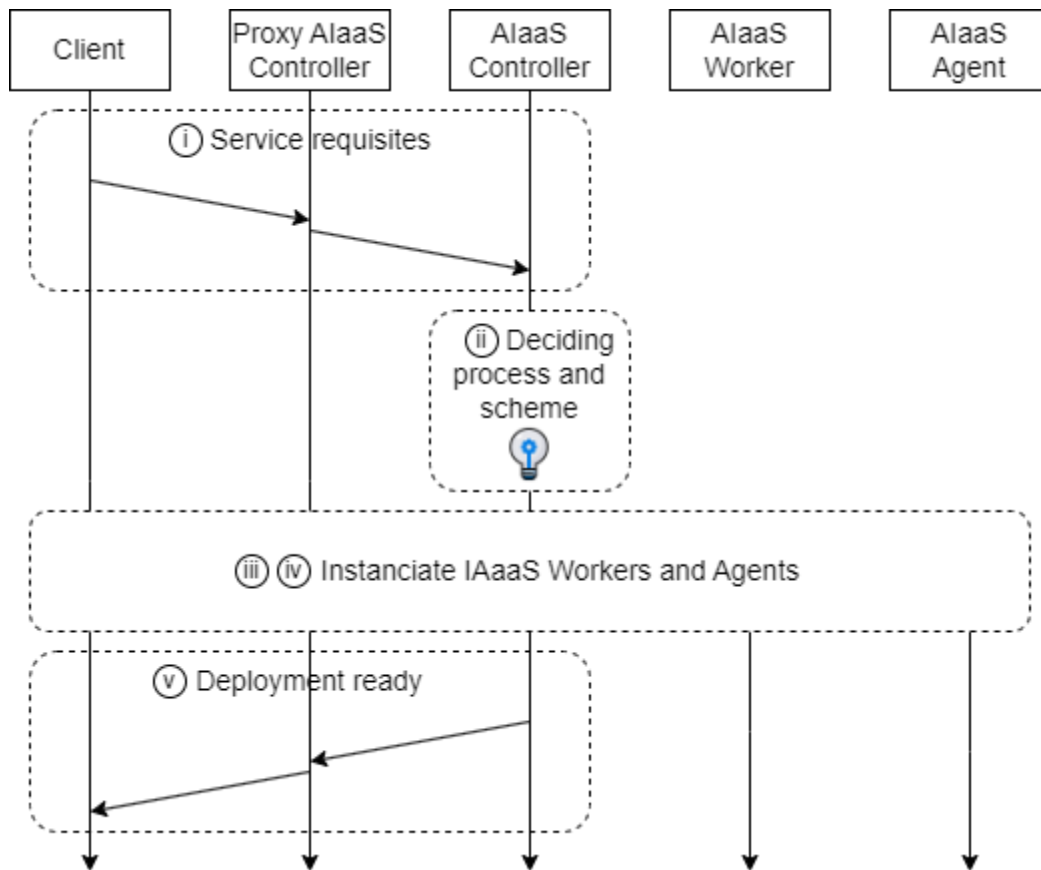 Client
Proxy AIaaS
Controller
AIaaS
Controller
AIaaS
Worker
AIaaS
Agent
i Service requisites
ii Deciding
process and
scheme
iii iv Instanciate IAaaS Workers and Agents
v Deployment ready